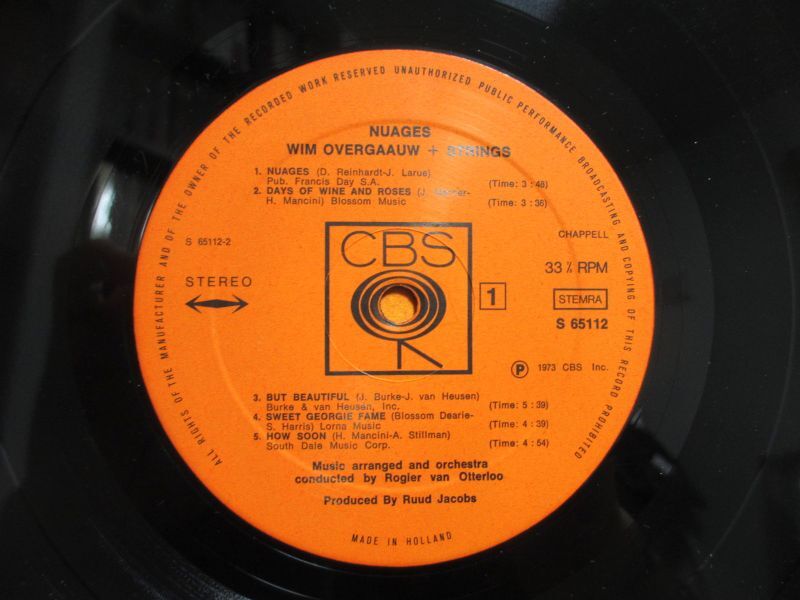 ALL RIGHTS OF THE MANUFACTURER AND OF THE OWNER OF THE RECORDED WORK RESERVED UNAUTHORIZED PUBLIC PERFORMANCE BROADCASTING AND COPYING OF THIS RECORD PROHIBITED
NUAGES
WIM OVERGAAUW + STRINGS
1. NUAGES (D. Reinhardt-J. Larue)
Pub. Francis Day S.A. (Time: 3 : 48)
2. DAYS OF WINE AND ROSES (J. Mercer-
H. Mancini) Blossom Music (Time: 3 : 36)
S 65112-2
CHAPPELL
CBS
STEREO
33⅓ RPM
1
STEMRA
S 65112
Ⓟ 1973 CBS Inc.
3. BUT BEAUTIFUL (J. Burke-J. van Heusen)
Burke & van Heusen, Inc. (Time: 5 : 39)
4. SWEET GEORGIE FAME (Blossom Dearie-
S. Harris) Lorna Music (Time: 4 : 39)
5. HOW SOON (H. Mancini-A. Stillman)
South Dale Music Corp. (Time: 4 : 54)
Music arranged and orchestra
conducted by Rogier van Otterloo
Produced By Ruud Jacobs
MADE IN HOLLAND